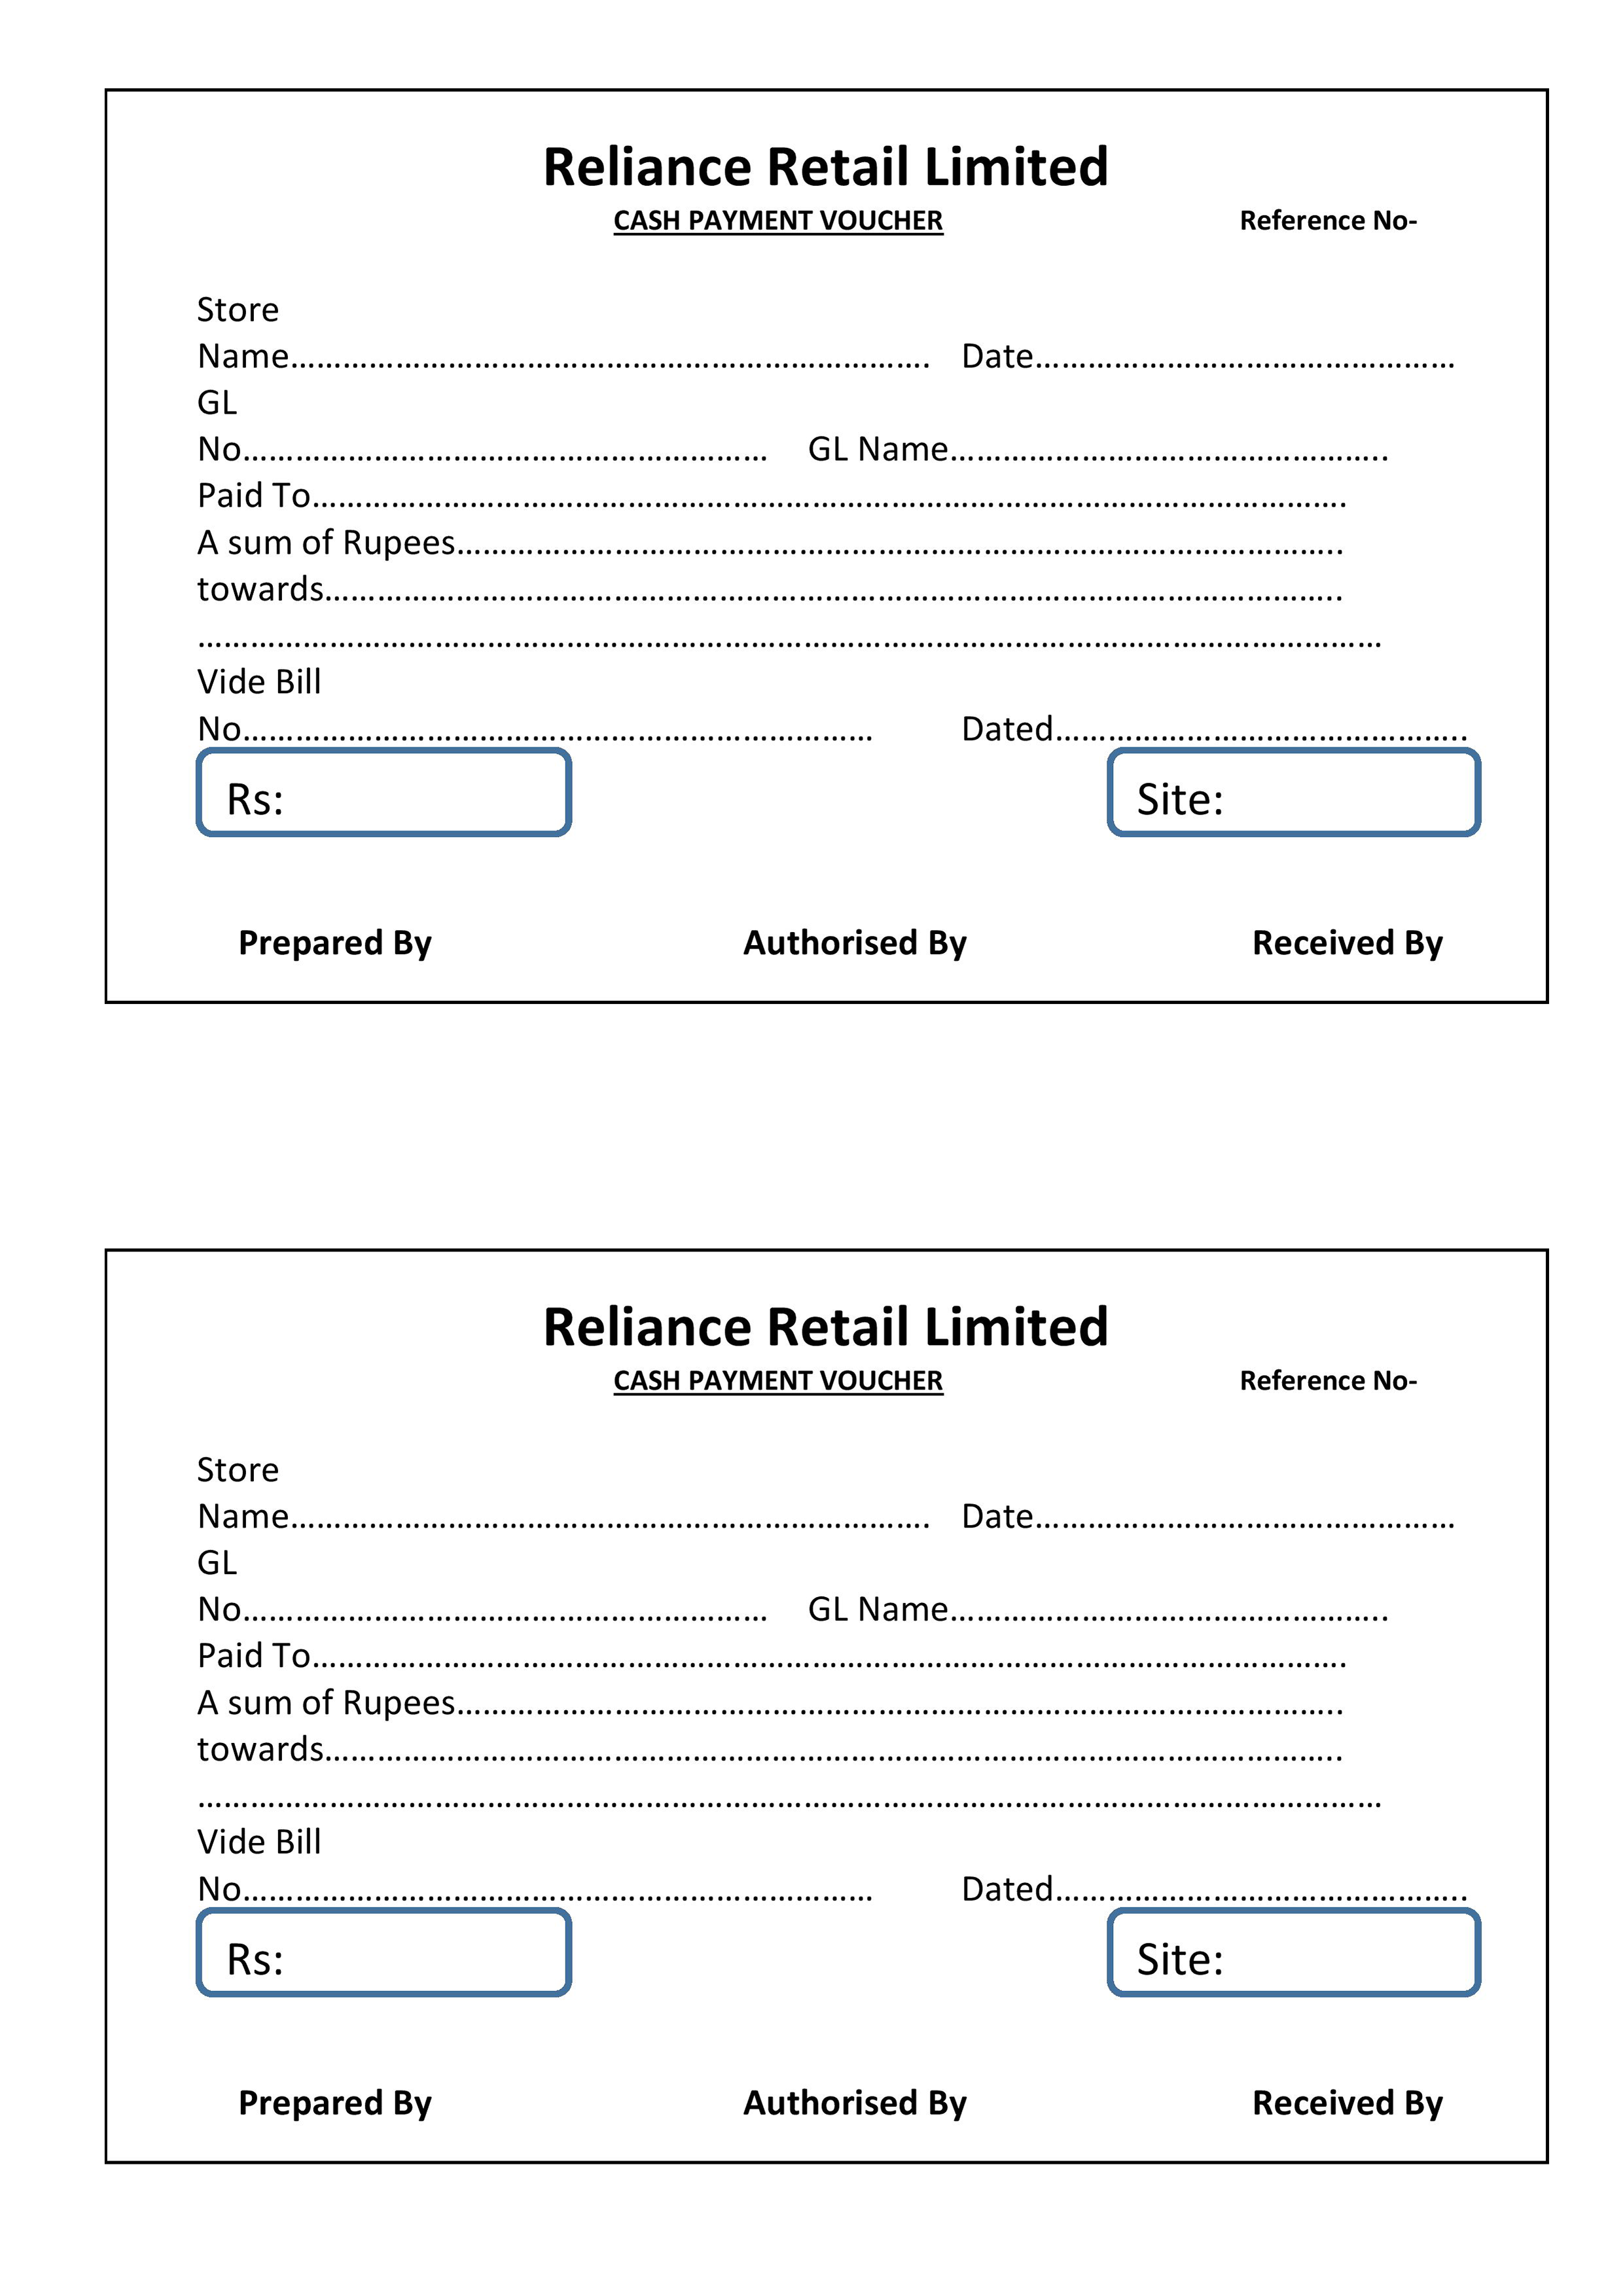 Reliance Retail Limited
CASH PAYMENT VOUCHER Reference No-
Store
Name........................................................................ Date................................................
GL
No............................................................ GL Name..................................................
Paid To......................................................................................................................
A sum of Rupees.....................................................................................................
towards....................................................................................................................
.......................................................................................................................................
Vide Bill
No........................................................................ Dated...............................................
Rs: Site:
Prepared By Authorised By Received By
Reliance Retail Limited
CASH PAYMENT VOUCHER Reference No-
Store
Name........................................................................ Date................................................
GL
No............................................................ GL Name..................................................
Paid To......................................................................................................................
A sum of Rupees.....................................................................................................
towards....................................................................................................................
.......................................................................................................................................
Vide Bill
No........................................................................ Dated...............................................
Rs: Site:
Prepared By Authorised By Received By